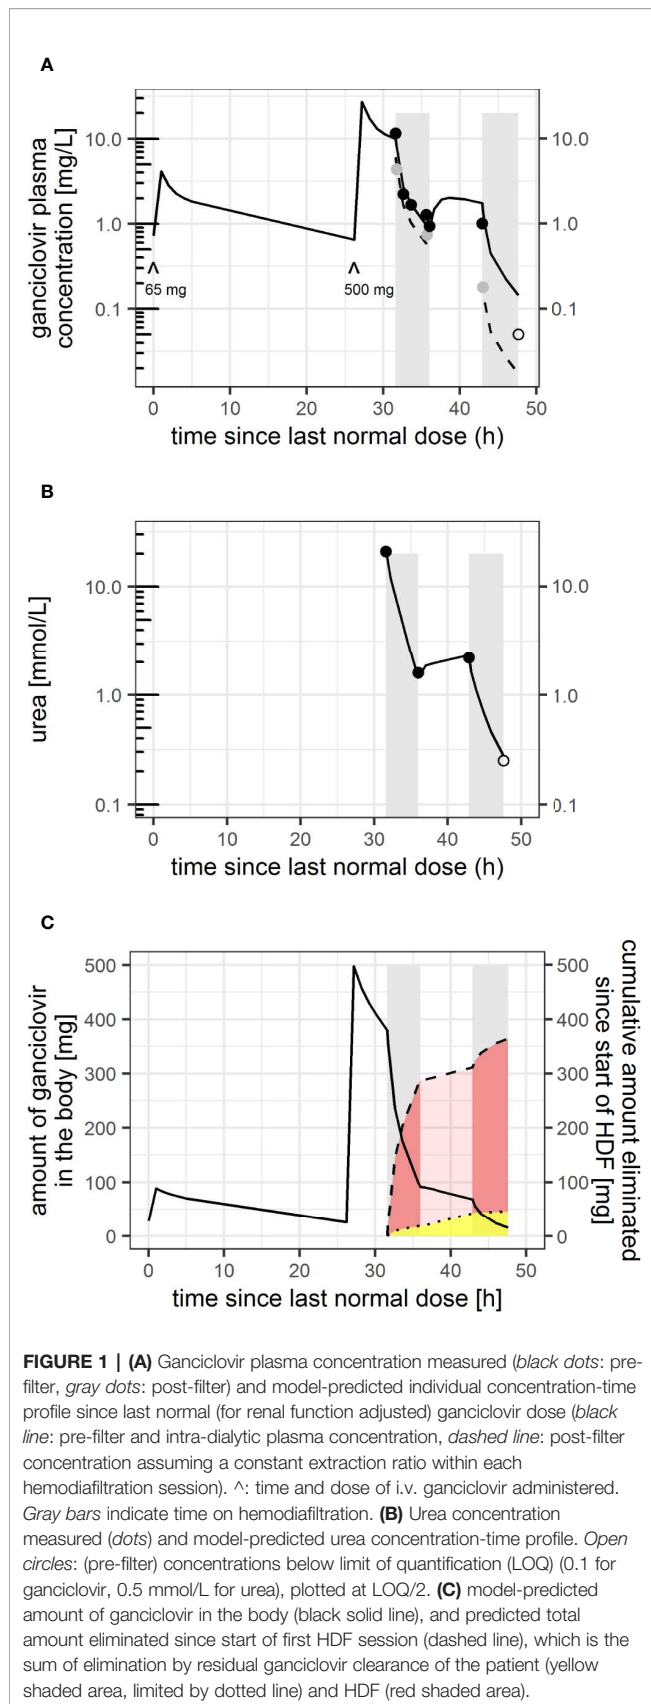 A
ganciclovir plasma
concentration [mg/L]
10.0
1.0
0.1
10.0
1.0
0.1
^
65 mg
^
500 mg
0
10
20
30
40
50
time since last normal dose (h)
B
urea [mmol/L]
10.0
1.0
0.1
10.0
1.0
0.1
0
10
20
30
40
50
time since last normal dose (h)
C
amount of ganciclovir
in the body [mg]
500
400
300
200
100
0
500
400
300
200
100
0
cumulative amount eliminated
since start of HDF [mg]
0
10
20
30
40
50
time since last normal dose [h]
FIGURE 1 | (A) Ganciclovir plasma concentration measured (black dots: pre-
filter, gray dots: post-filter) and model-predicted individual concentration-time
profile since last normal (for renal function adjusted) ganciclovir dose (black
line: pre-filter and intra-dialytic plasma concentration, dashed line: post-filter
concentration assuming a constant extraction ratio within each
hemodiafiltration session). ^: time and dose of i.v. ganciclovir administered.
Gray bars indicate time on hemodiafiltration. (B) Urea concentration
measured (dots) and model-predicted urea concentration-time profile. Open
circles: (pre-filter) concentrations below limit of quantification (LOQ) (0.1 for
ganciclovir, 0.5 mmol/L for urea), plotted at LOQ/2. (C) model-predicted
amount of ganciclovir in the body (black solid line), and predicted total
amount eliminated since start of first HDF session (dashed line), which is the
sum of elimination by residual ganciclovir clearance of the patient (yellow
shaded area, limited by dotted line) and HDF (red shaded area).